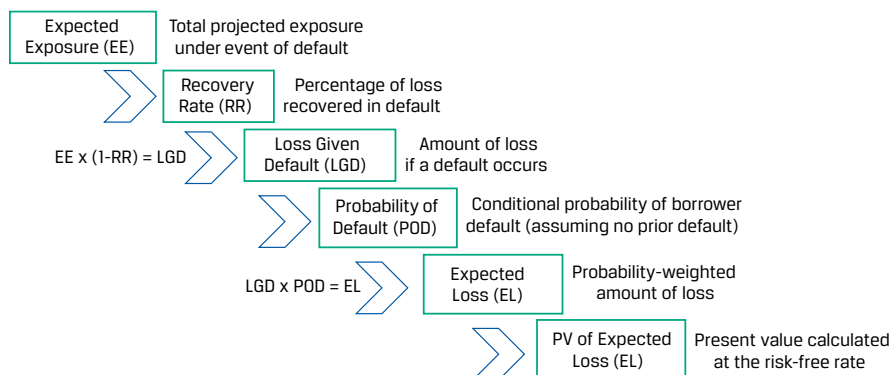 Expected
Exposure (EE)
Total projected exposure
under event of default
Recovery
Rate (RR)
Percentage of loss
recovered in default
EE x (1-RR) = LGD
Loss Given
Default (LGD)
Amount of loss
if a default occurs
Probability of
Default (POD)
Conditional probability of borrower
default (assuming no prior default)
LGD x POD = EL
Expected
Loss (EL)
Probability-weighted
amount of loss
PV of Expected
Loss (EL)
Present value calculated
at the risk-free rate